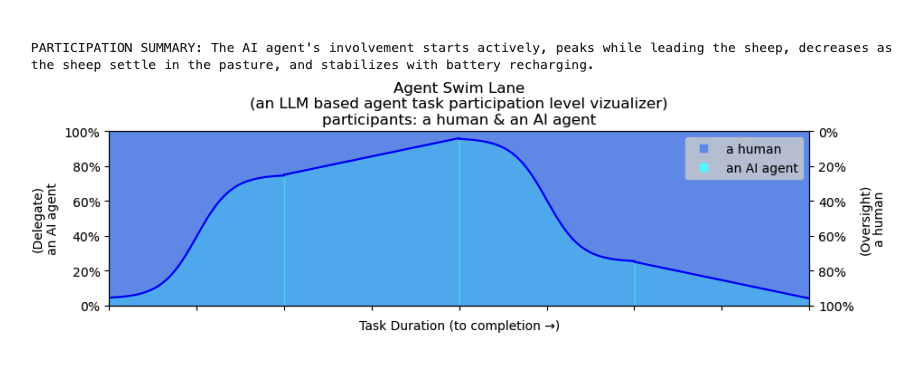 PARTICIPATION SUMMARY: The AI agent's involvement starts actively, peaks while leading the sheep, decreases as
the sheep settle in the pasture, and stabilizes with battery recharging.
Agent Swim Lane
(an LLM based agent task participation level vizualizer)
participants: a human & an AI agent
100%
80%
60%
40%
20%
0%
(Delegate)
an AI agent
a human
an AI agent
0%
20%
40%
60%
80%
100%
(Oversight)
a human
Task Duration (to completion →)